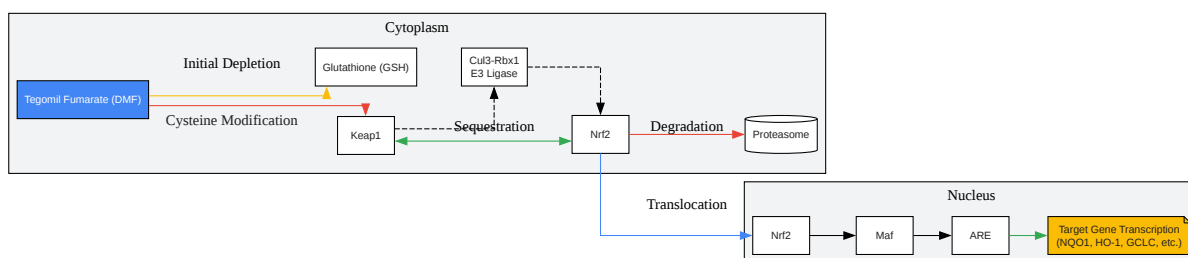 Cytoplasm
Initial Depletion
Glutathione (GSH)
Cul3-Rbx1
E3 Ligase
Tegomil Fumarate (DMF)
Cysteine Modification
Keap1
Sequestration
Nrf2
Degradation
Proteasome
Translocation
Nucleus
Nrf2
Maf
ARE
Target Gene Transcription
(NQO1, HO-1, GCLC, etc.)